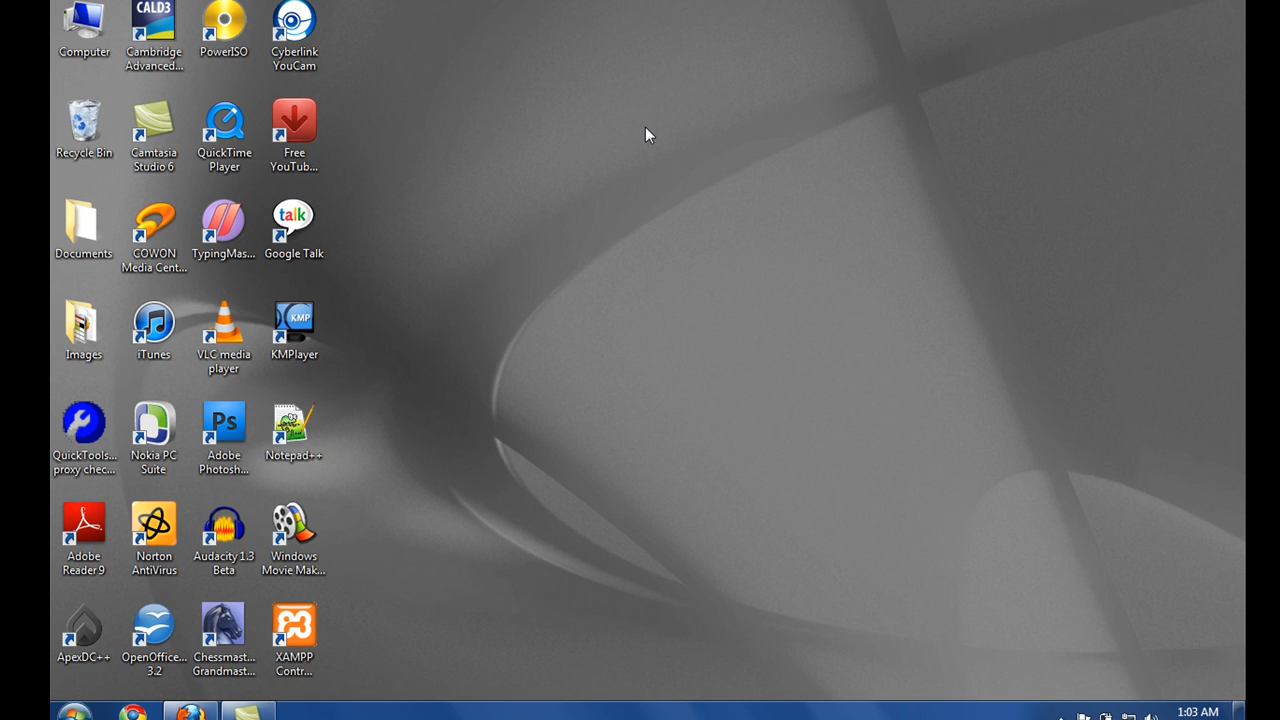 Computer
CALD3
Cambridge
Advanced...
PowerISO
Cyberlink
YouCam
Recycle Bin
Camtasia
Studio 6
QuickTime
Player
Free
YouTub...
Documents
COWON
Media Cent...
TypingMas...
talk
Google Talk
Images
iTunes
VLC media
player
KMP
KMPlayer
QuickTools...
proxy chec...
Nokia PC
Suite
Ps
Adobe
Photosh...
Notepad++
Adobe
Reader 9
Norton
AntiVirus
Audacity 1.3
Beta
Windows
Movie Mak...
ApexDC++
OpenOffice...
3.2
Chessmast...
Grandmast...
XAMPP
Contr...
1:03 AM